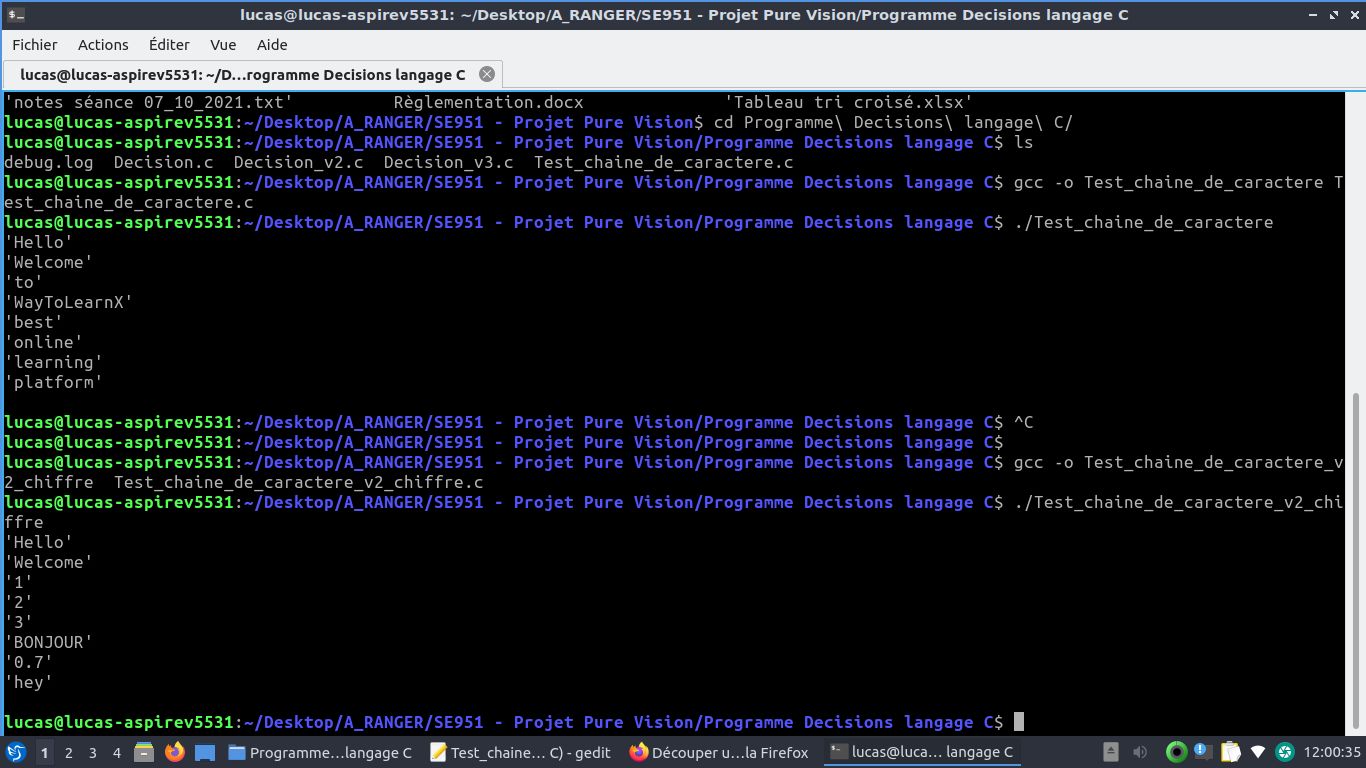 lucas@lucas-aspirev5531: ~/Desktop/A_RANGER/SE951 - Projet Pure Vision/Programme Decisions langage C
Fichier Actions Éditer Vue Aide
lucas@lucas-aspirev5531: ~/D…rogramme Decisions langage C
'notes séance 07_10_2021.txt' Règlementation.docx 'Tableau tri croisé.xlsx'
lucas@lucas-aspirev5531:~/Desktop/A_RANGER/SE951 - Projet Pure Vision$ cd Programme\ Decisions\ langage\ C/
lucas@lucas-aspirev5531:~/Desktop/A_RANGER/SE951 - Projet Pure Vision/Programme Decisions langage C$ ls
debug.log Decision.c Decision_v2.c Decision_v3.c Test_chaine_de_caractere.c
lucas@lucas-aspirev5531:~/Desktop/A_RANGER/SE951 - Projet Pure Vision/Programme Decisions langage C$ gcc -o Test_chaine_de_caractere T
est_chaine_de_caractere.c
lucas@lucas-aspirev5531:~/Desktop/A_RANGER/SE951 - Projet Pure Vision/Programme Decisions langage C$ ./Test_chaine_de_caractere
'Hello'
'Welcome'
'to'
'WayToLearnX'
'best'
'online'
'learning'
'platform'
lucas@lucas-aspirev5531:~/Desktop/A_RANGER/SE951 - Projet Pure Vision/Programme Decisions langage C$ ^C
lucas@lucas-aspirev5531:~/Desktop/A_RANGER/SE951 - Projet Pure Vision/Programme Decisions langage C$
lucas@lucas-aspirev5531:~/Desktop/A_RANGER/SE951 - Projet Pure Vision/Programme Decisions langage C$ gcc -o Test_chaine_de_caractere_v
2_chiffre Test_chaine_de_caractere_v2_chiffre.c
lucas@lucas-aspirev5531:~/Desktop/A_RANGER/SE951 - Projet Pure Vision/Programme Decisions langage C$ ./Test_chaine_de_caractere_v2_chi
ffre
'Hello'
'Welcome'
'1'
'2'
'3'
'BONJOUR'
'0.7'
'hey'
lucas@lucas-aspirev5531:~/Desktop/A_RANGER/SE951 - Projet Pure Vision/Programme Decisions langage C$
1 2 3 4 Programme…langage C Test_chaine… C) - gedit Découper u…la Firefox lucas@luca… langage C 12:00:35